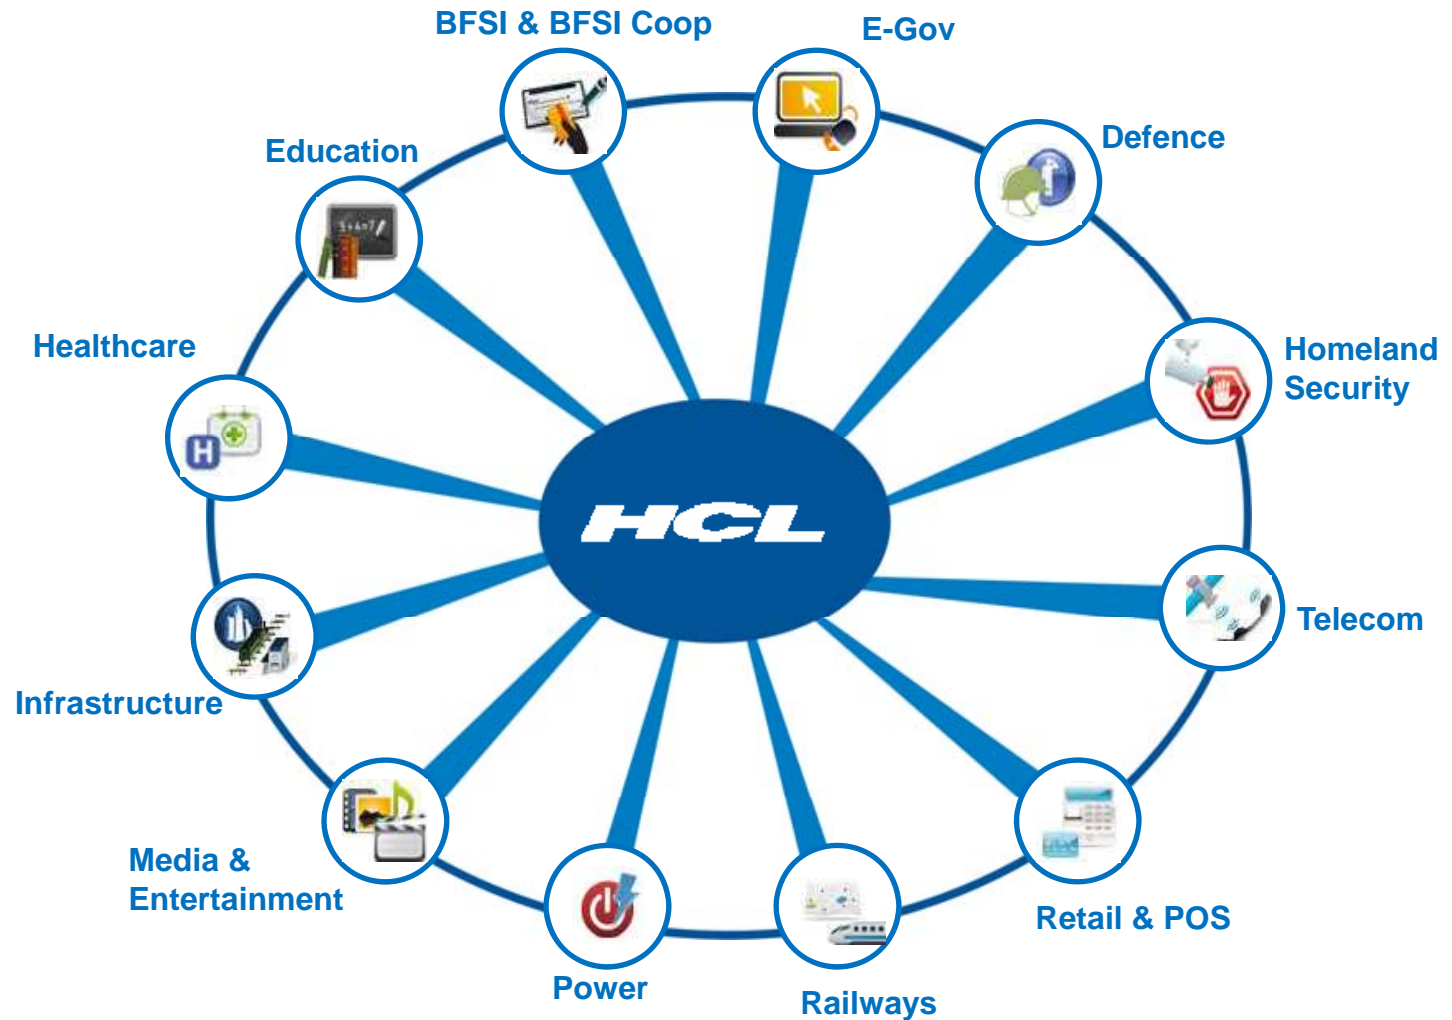 BFSI & BFSI Coop
E-Gov
Defence
Education
Homeland
Security
Healthcare
H
HCL
Telecom
Infrastructure
Media &
Entertainment
Retail & POS
Power
Railways